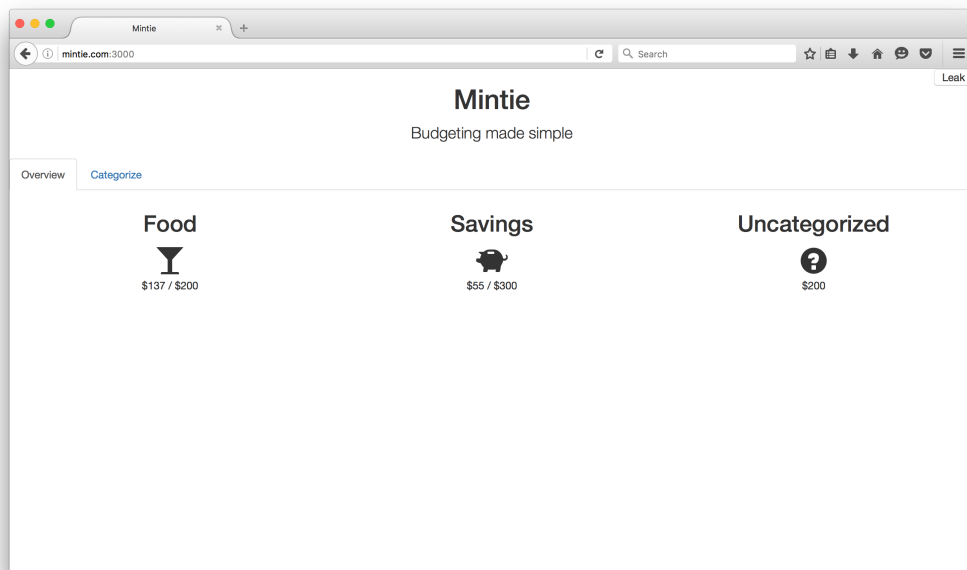 Mintie
mintie.com:3000
Search
Leak
Mintie
Budgeting made simple
Overview
Categorize
Food
Savings
Uncategorized
$137 / $200
$55 / $300
$200